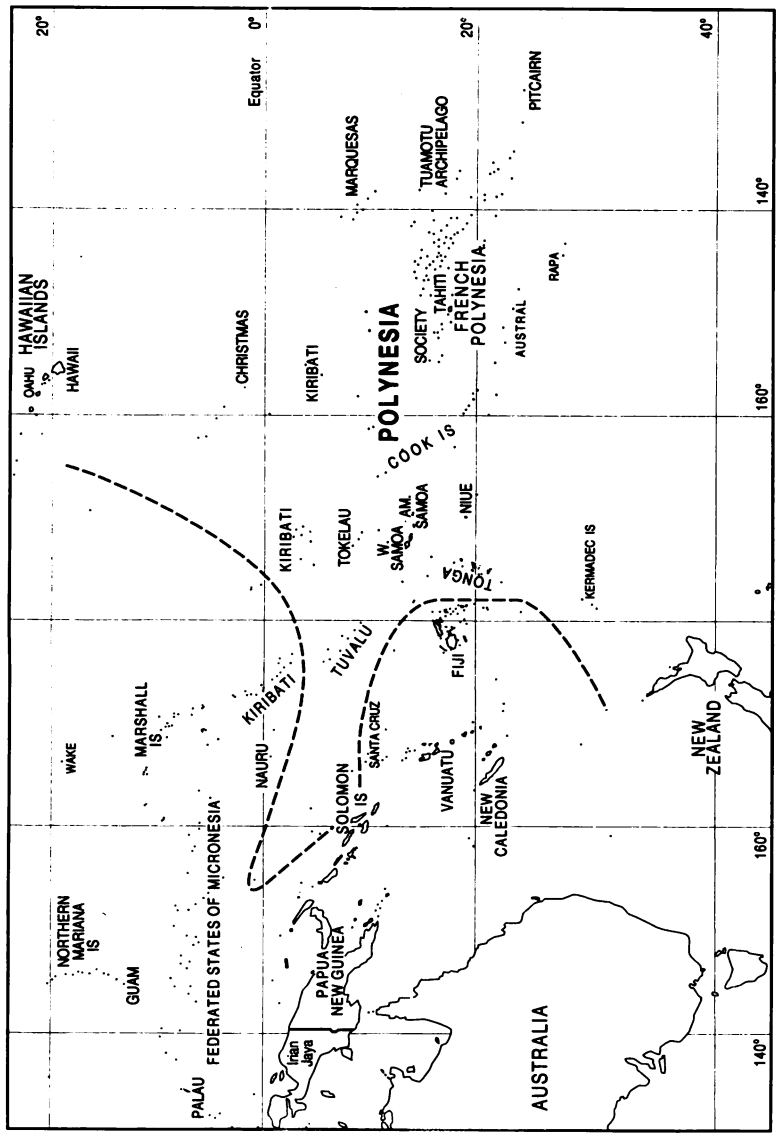 20°
0°
20°
40°
Equator
PITCAIRN
MARQUESAS
TUAMOTU
ARCHIPELAGO
140°
140°
HAWAIIAN
ISLANDS
OAHU
HAWAII
CHRISTMAS
KIRIBATI
POLYNESIA
SOCIETY
TAHITI
FRENCH
POLYNESIA
AUSTRAL
RAPA
160°
160°
COOK IS
KIRIBATI
TOKELAU
W.
SAMOA
AM.
SAMOA
NIUE
TONGA
KERMADEC IS
WAKE
MARSHALL
IS
KIRIBATI
TUVALU
FIJI
NAURU
SANTA CRUZ
SOLOMON
IS
VANUATU
NEW
CALEDONIA
NEW
ZEALAND
NORTHERN
MARIANA
IS
GUAM
FEDERATED STATES OF MICRONESIA
PALAU
Irian
Jaya
PAPUA
NEW GUINEA
AUSTRALIA